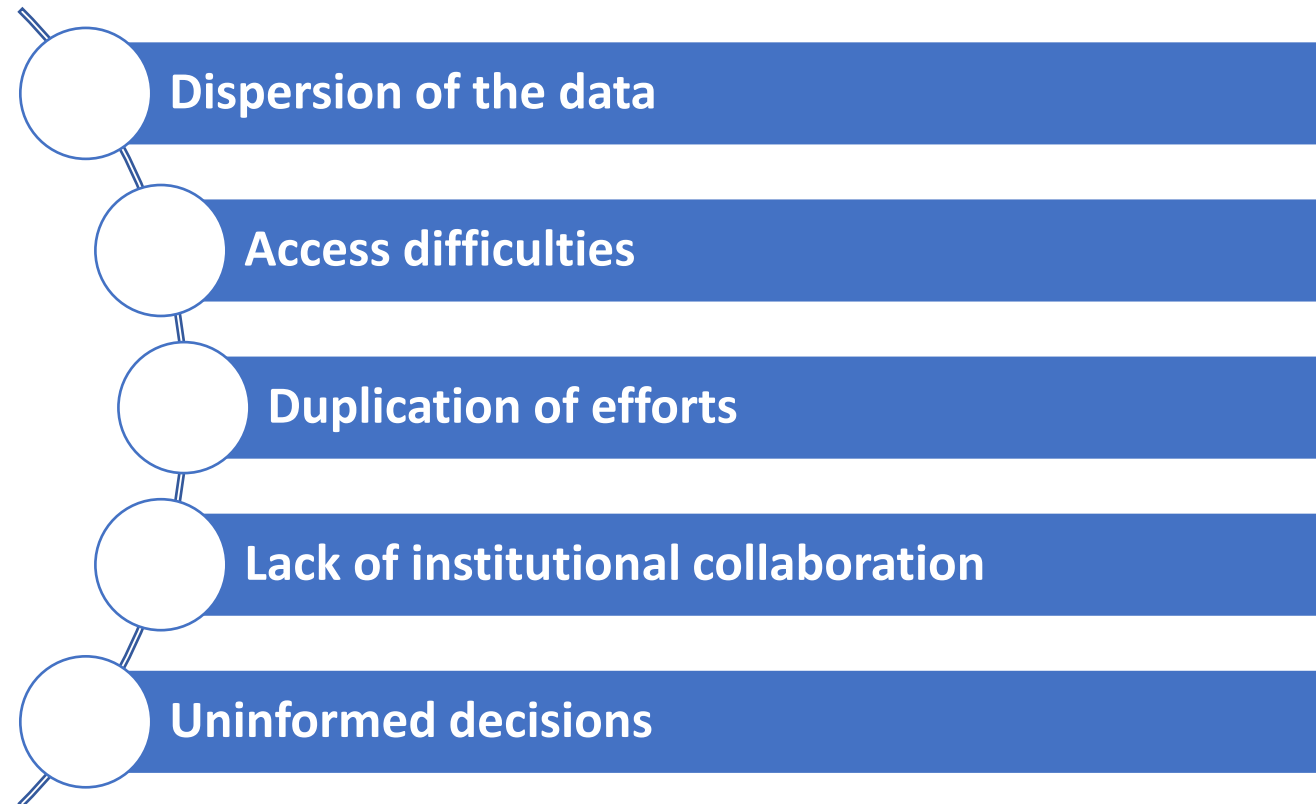 Dispersion of the data
Access difficulties
Duplication of efforts
Lack of institutional collaboration
Uninformed decisions